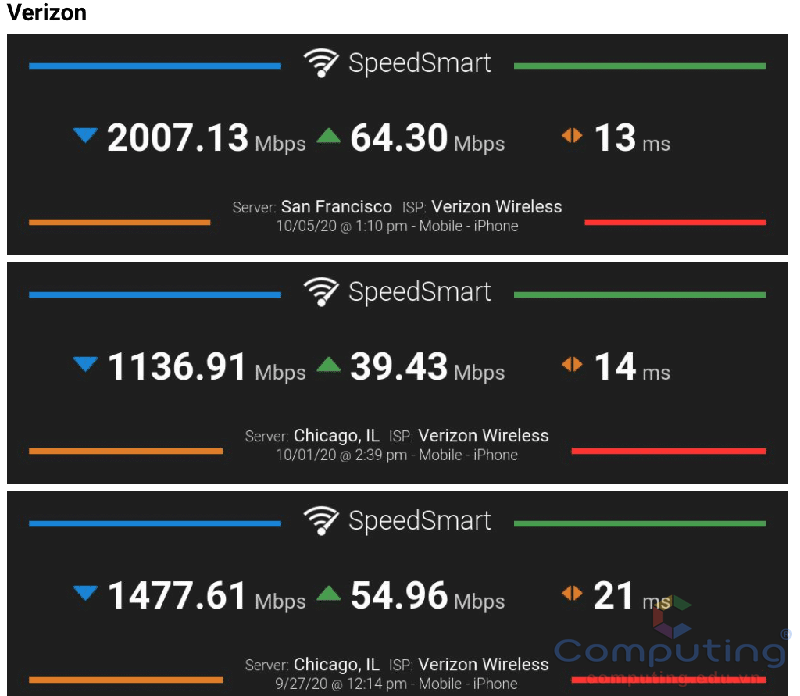 Verizon
SpeedSmart
2007.13 Mbps 64.30 Mbps 13 ms
Server: San Francisco ISP: Verizon Wireless
10/05/20 @ 1:10 pm - Mobile - iPhone
SpeedSmart
1136.91 Mbps 39.43 Mbps 14 ms
Server: Chicago, IL ISP: Verizon Wireless
10/01/20 @ 2:39 pm - Mobile - iPhone
SpeedSmart
1477.61 Mbps 54.96 Mbps 21 ms
Computing®
Server: Chicago, IL ISP: Verizon Wireless
computing.edu.vn
9/27/20 @ 12:14 pm - Mobile - iPhone